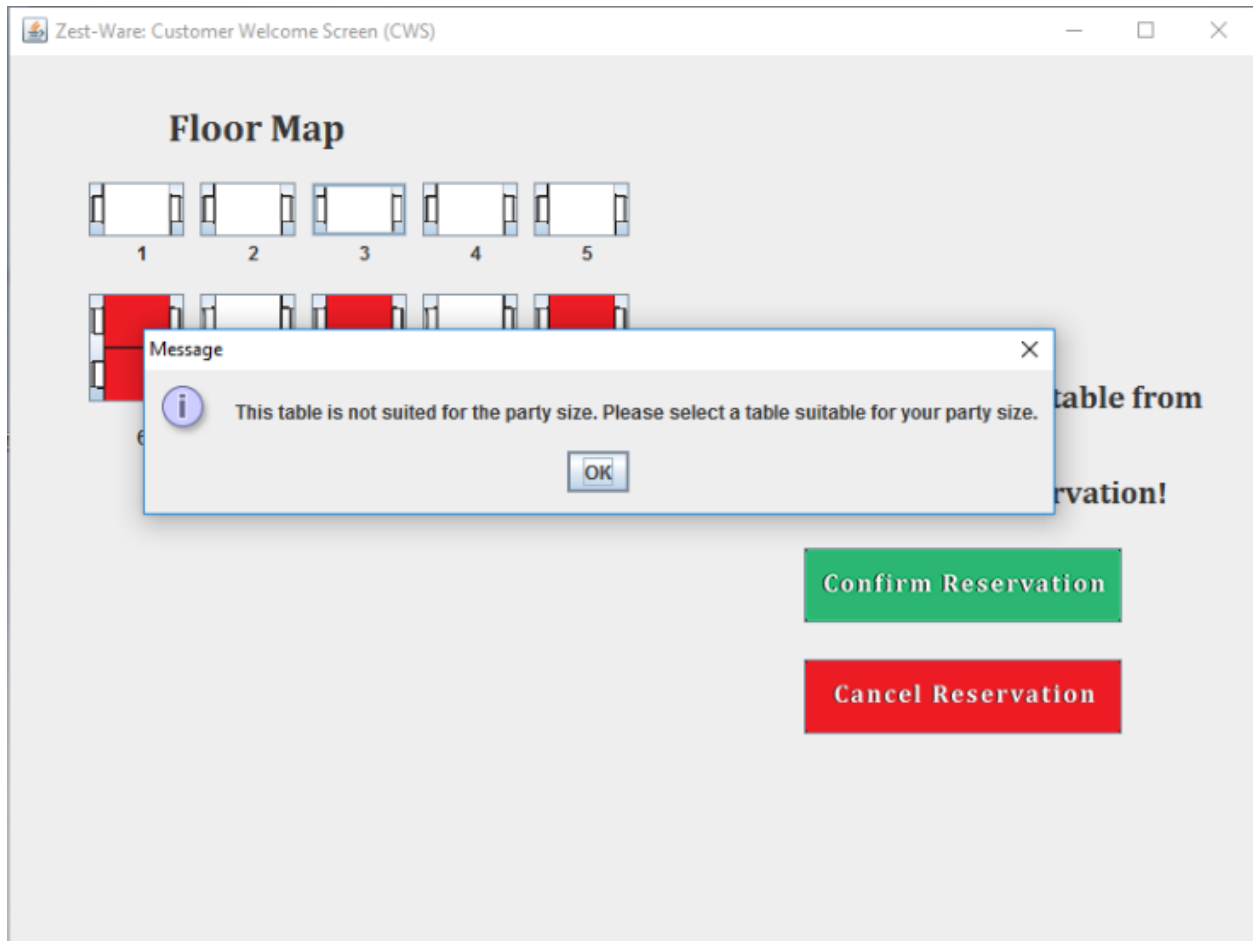 Zest-Ware: Customer Welcome Screen (CWS)
Floor Map
1 2 3 4 5
Message
This table is not suited for the party size. Please select a table suitable for your party size.
OK
table from
Confirm Reservation
Cancel Reservation